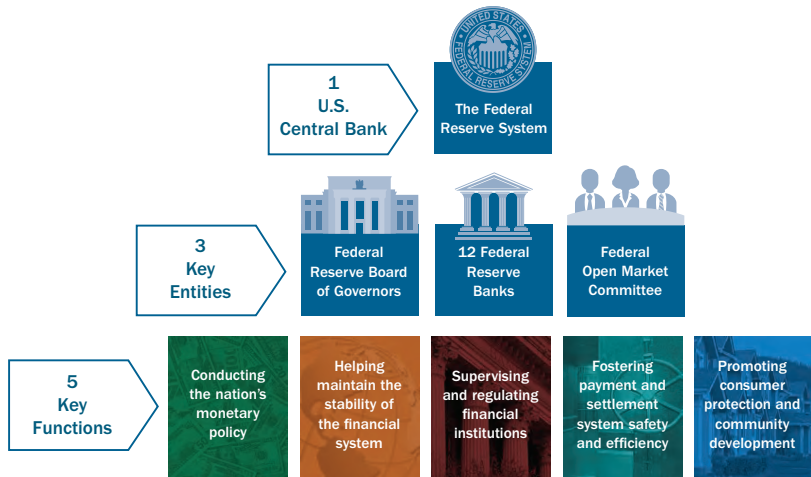 UNITED STATES
FEDERAL RESERVE SYSTEM
1
U.S.
Central Bank
The Federal
Reserve System
3
Key
Entities
Federal
Reserve Board
of Governors
12 Federal
Reserve
Banks
Federal
Open Market
Committee
5
Key
Functions
Conducting
the nation’s
monetary
policy
Helping
maintain the
stability of
the financial
system
Supervising
and regulating
financial
institutions
Fostering
payment and
settlement
system safety
and efficiency
Promoting
consumer
protection and
community
development